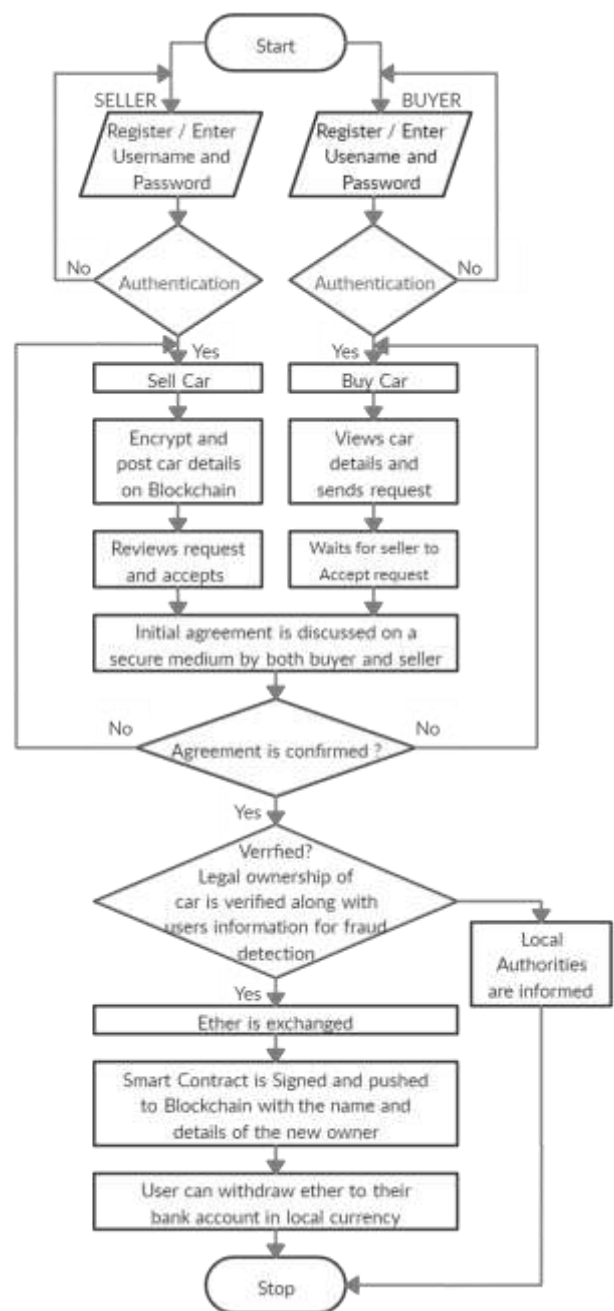 Start
SELLER
BUYER
Register / Enter
Username and
Password
Register / Enter
Usename and
Password
No
Authentication
Authentication
No
Yes
Yes
Sell Car
Buy Car
Encrypt and
post car details
on Blockchain
Views car
details and
sends request
Reviews request
and accepts
Waits for seller to
Accept request
Initial agreement is discussed on a
secure medium by both buyer and seller
No
No
Agreement is confirmed ?
Yes
Verrfied?
Legal ownership of
car is verified along with
users information for fraud
detection
Local
Authorities
are informed
Yes
Ether is exchanged
Smart Contract is Signed and pushed
to Blockchain with the name and
details of the new owner
User can withdraw ether to their
bank account in local currency
Stop